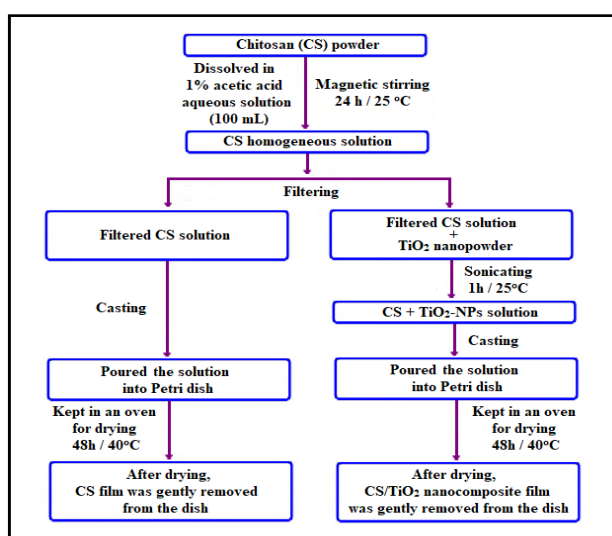 Chitosan (CS) powder
Dissolved in
1% acetic acid
aqueous solution
(100 mL)
Magnetic stirring
24 h / 25 °C
CS homogeneous solution
Filtering
Filtered CS solution
Casting
Poured the solution
into Petri dish
Kept in an oven
for drying
48h / 40°C
After drying,
CS film was gently removed
from the dish
Filtered CS solution
+
TiO₂ nanopowder
Sonicating
1h / 25°C
CS + TiO₂-NPs solution
Casting
Poured the solution
into Petri dish
Kept in an oven
for drying
48h / 40°C
After drying,
CS/TiO₂ nanocomposite film
was gently removed from the dish